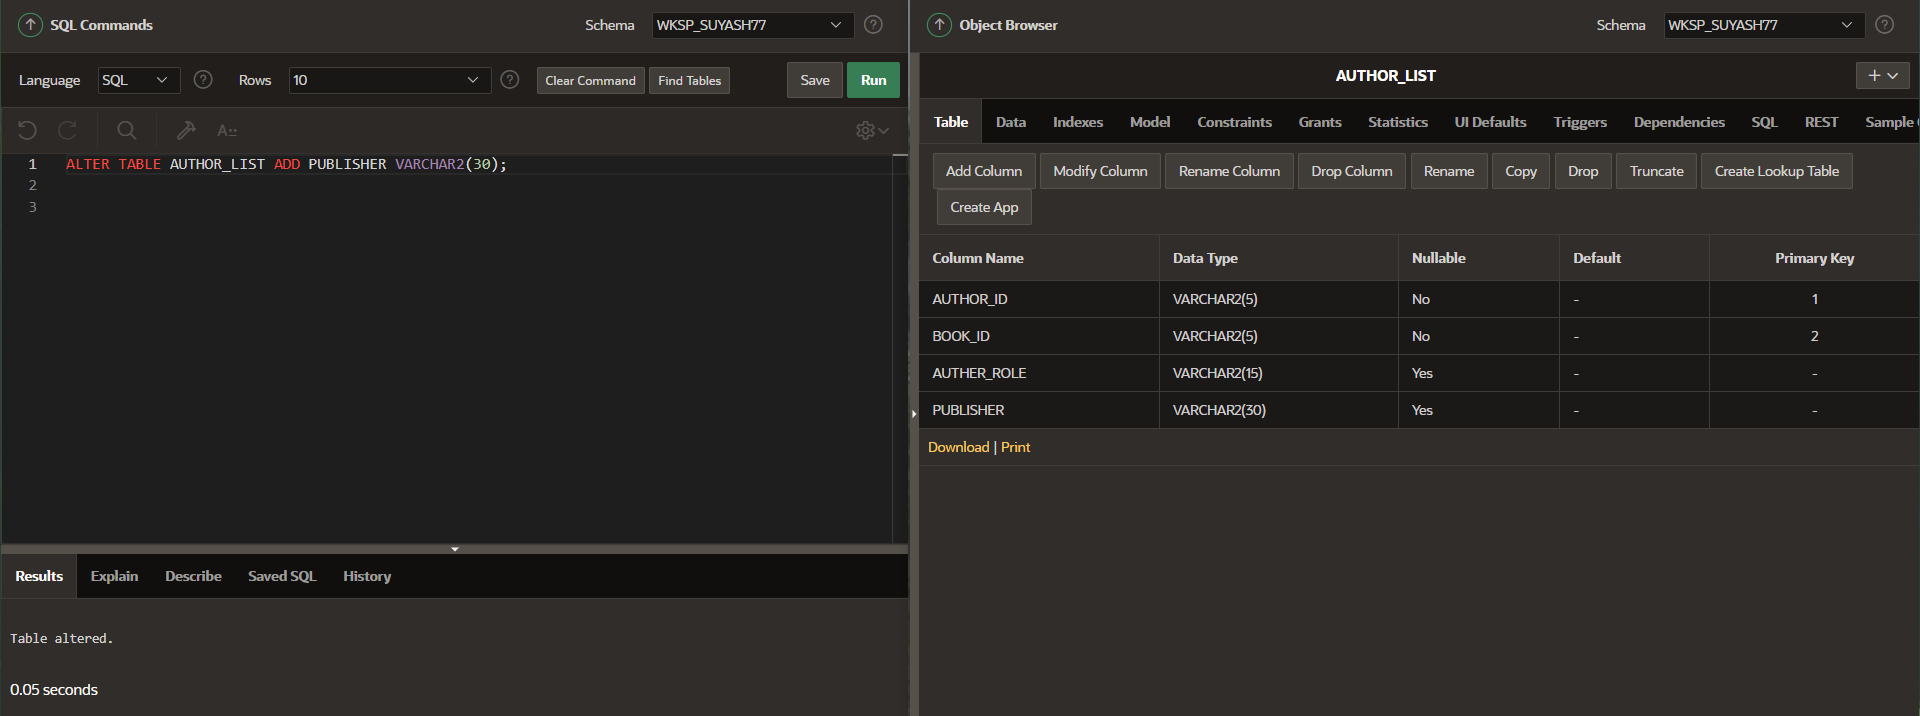 SQL Commands
Schema WKSP_SUYASH77
Language SQL Rows 10 Clear Command Find Tables Save Run
1 ALTER TABLE AUTHOR_LIST ADD PUBLISHER VARCHAR2(30);
2
3
Results Explain Describe Saved SQL History
Table altered.
0.05 seconds
Object Browser
Schema WKSP_SUYASH77
AUTHOR_LIST
Table Data Indexes Model Constraints Grants Statistics UI Defaults Triggers Dependencies SQL REST Sample
Add Column Modify Column Rename Column Drop Column Rename Copy Drop Truncate Create Lookup Table
Create App
Column Name Data Type Nullable Default Primary Key
AUTHOR_ID VARCHAR2(5) No - 1
BOOK_ID VARCHAR2(5) No - 2
AUTHER_ROLE VARCHAR2(15) Yes - -
PUBLISHER VARCHAR2(30) Yes - -
Download | Print